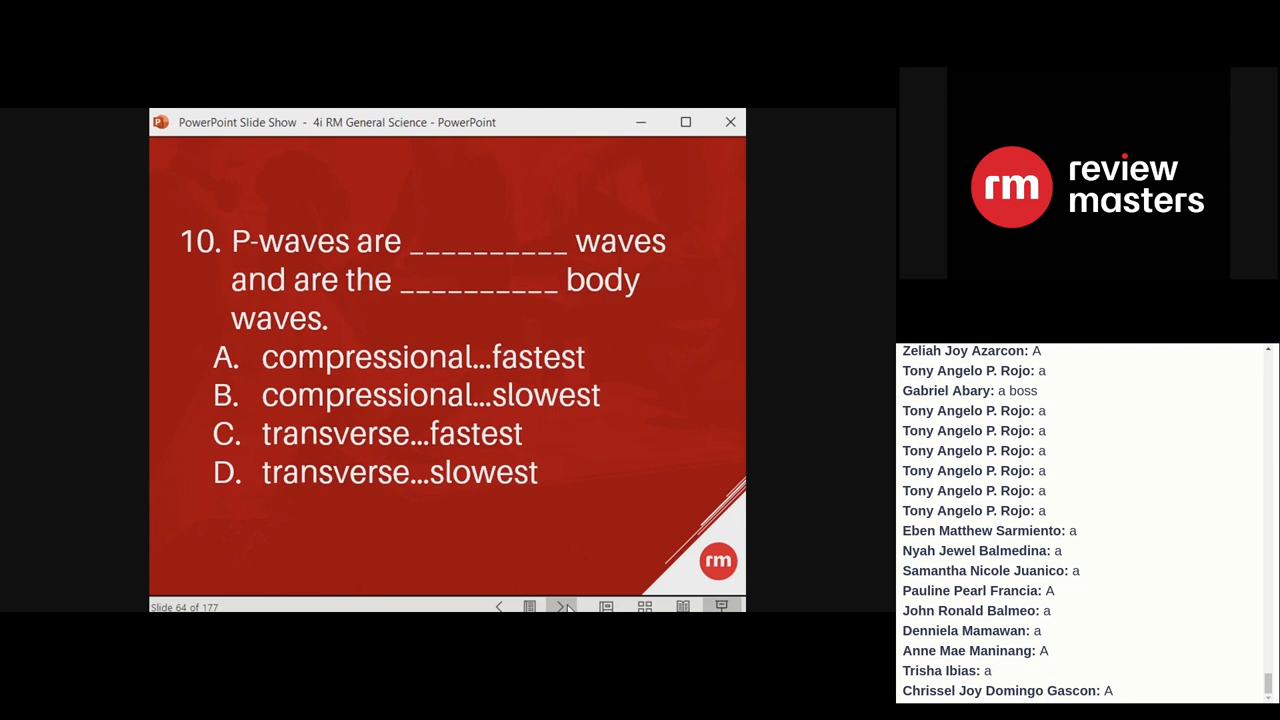 PowerPoint Slide Show - 4i RM General Science - PowerPoint
10. P-waves are __________ waves
and are the __________ body
waves.
A. compressional...fastest
B. compressional...slowest
C. transverse...fastest
D. transverse...slowest
rm
Slide 64 of 177
rm review
masters
Zeliah Joy Azarcon: A
Tony Angelo P. Rojo: a
Gabriel Abary: a boss
Tony Angelo P. Rojo: a
Tony Angelo P. Rojo: a
Tony Angelo P. Rojo: a
Tony Angelo P. Rojo: a
Tony Angelo P. Rojo: a
Tony Angelo P. Rojo: a
Eben Matthew Sarmiento: a
Nyah Jewel Balmedina: a
Samantha Nicole Juanico: a
Pauline Pearl Francia: A
John Ronald Balmeo: a
Denniela Mamawan: a
Anne Mae Maninang: A
Trisha Ibias: a
Chrissel Joy Domingo Gascon: A